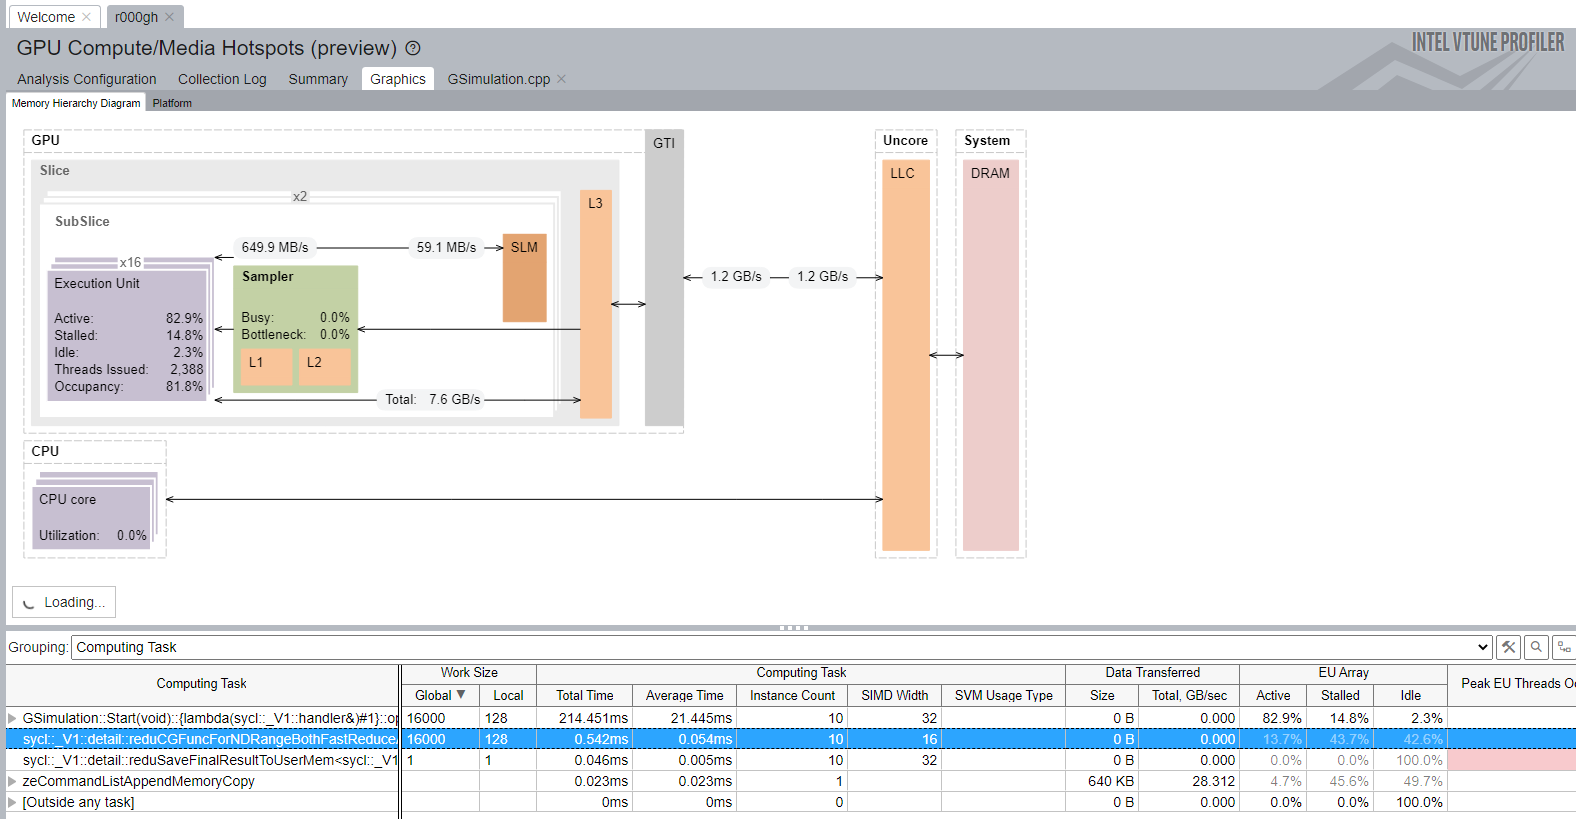 Welcome
r000gh
GPU Compute/Media Hotspots (preview)
INTEL VTUNE PROFILER
Analysis Configuration Collection Log Summary Graphics GSimulation.cpp
Memory Hierarchy Diagram Platform
GPU
GTI
Uncore
System
Slice
LLC
DRAM
x2
L3
SubSlice
649.9 MB/s 59.1 MB/s SLM
x16
Execution Unit
Sampler
1.2 GB/s 1.2 GB/s
Active: 82.9%
Stalled: 14.8%
Idle: 2.3%
Threads Issued: 2,388
Occupancy: 81.8%
Busy: 0.0%
Bottleneck: 0.0%
L1 L2
Total: 7.6 GB/s
CPU
CPU core
Utilization: 0.0%
Loading...
Grouping: Computing Task
Computing Task Work Size Computing Task Data Transferred EU Array Peak EU Threads Oc
Global Local Total Time Average Time Instance Count SIMD Width SVM Usage Type Size Total, GB/sec Active Stalled Idle
GSimulation::Start(void)::{lambda(sycl::_V1::handler&)#1}::op 16000 128 214.451ms 21.445ms 10 32 0 B 0.000 82.9% 14.8% 2.3%
sycl::_V1::detail::reduCGFuncForNDRangeBothFastReduce 16000 128 0.542ms 0.054ms 10 16 0 B 0.000 13.7% 43.7% 42.6%
sycl::_V1::detail::reduSaveFinalResultToUserMem<sycl::_V1 1 1 0.046ms 0.005ms 10 32 0 B 0.000 0.0% 0.0% 100.0%
zeCommandListAppendMemoryCopy 0.023ms 0.023ms 1 640 KB 28.312 4.7% 45.6% 49.7%
[Outside any task] 0ms 0ms 0 0 B 0.000 0.0% 0.0% 100.0%